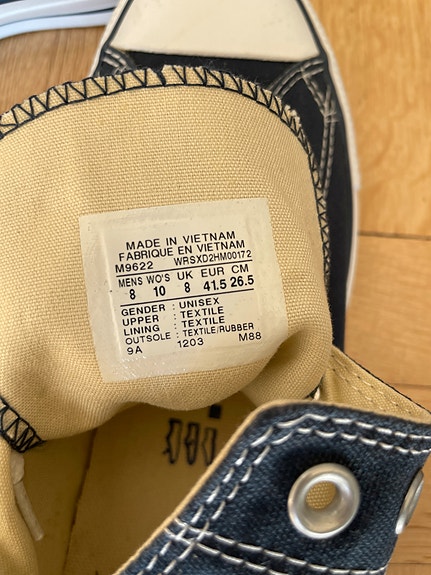 MADE IN VIETNAM
FABRIQUE EN VIETNAM
M9622 WRSXD2HM00172
MENS WO'S UK EUR CM
8 10 8 41.5 26.5
GENDER : UNISEX
UPPER : TEXTILE
LINING : TEXTILE
OUTSOLE : TEXTILE/RUBBER
9A 1203 M88